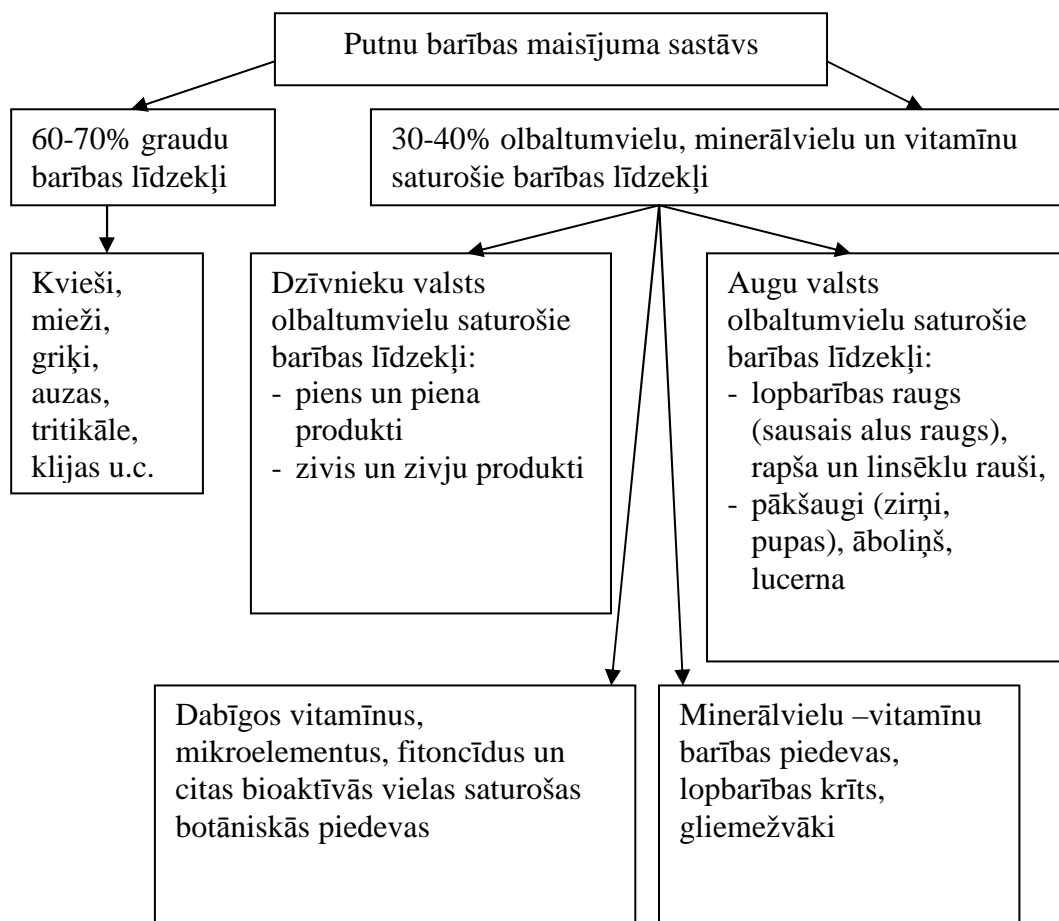 Putnu barības maisījuma sastāvs
60-70% graudu
barības līdzekļi
30-40% olbaltumvielu, minerālvielu un vitamīnu
saturošie barības līdzekļi
Kvieši,
mieži,
griķi,
auzas,
tritikāle,
klijas u.c.
Dzīvnieku valsts
olbaltumvielu saturošie
barības līdzekļi:
- piens un piena
produkti
- zivis un zivju produkti
Augu valsts
olbaltumvielu saturošie
barības līdzekļi:
- lopbarības raugs
(sausais alus raugs),
rapša un linsēklu rauši,
- pākšaugi (zirņi,
pupas), āboliņš,
lucerna
Dabīgos vitamīnus,
mikroelementus, fitoncīdus un
citas bioaktīvās vielas saturošas
botāniskās piedevas
Minerālvielu –vitamīnu
barības piedevas,
lopbarības krīts,
gliemežvāki